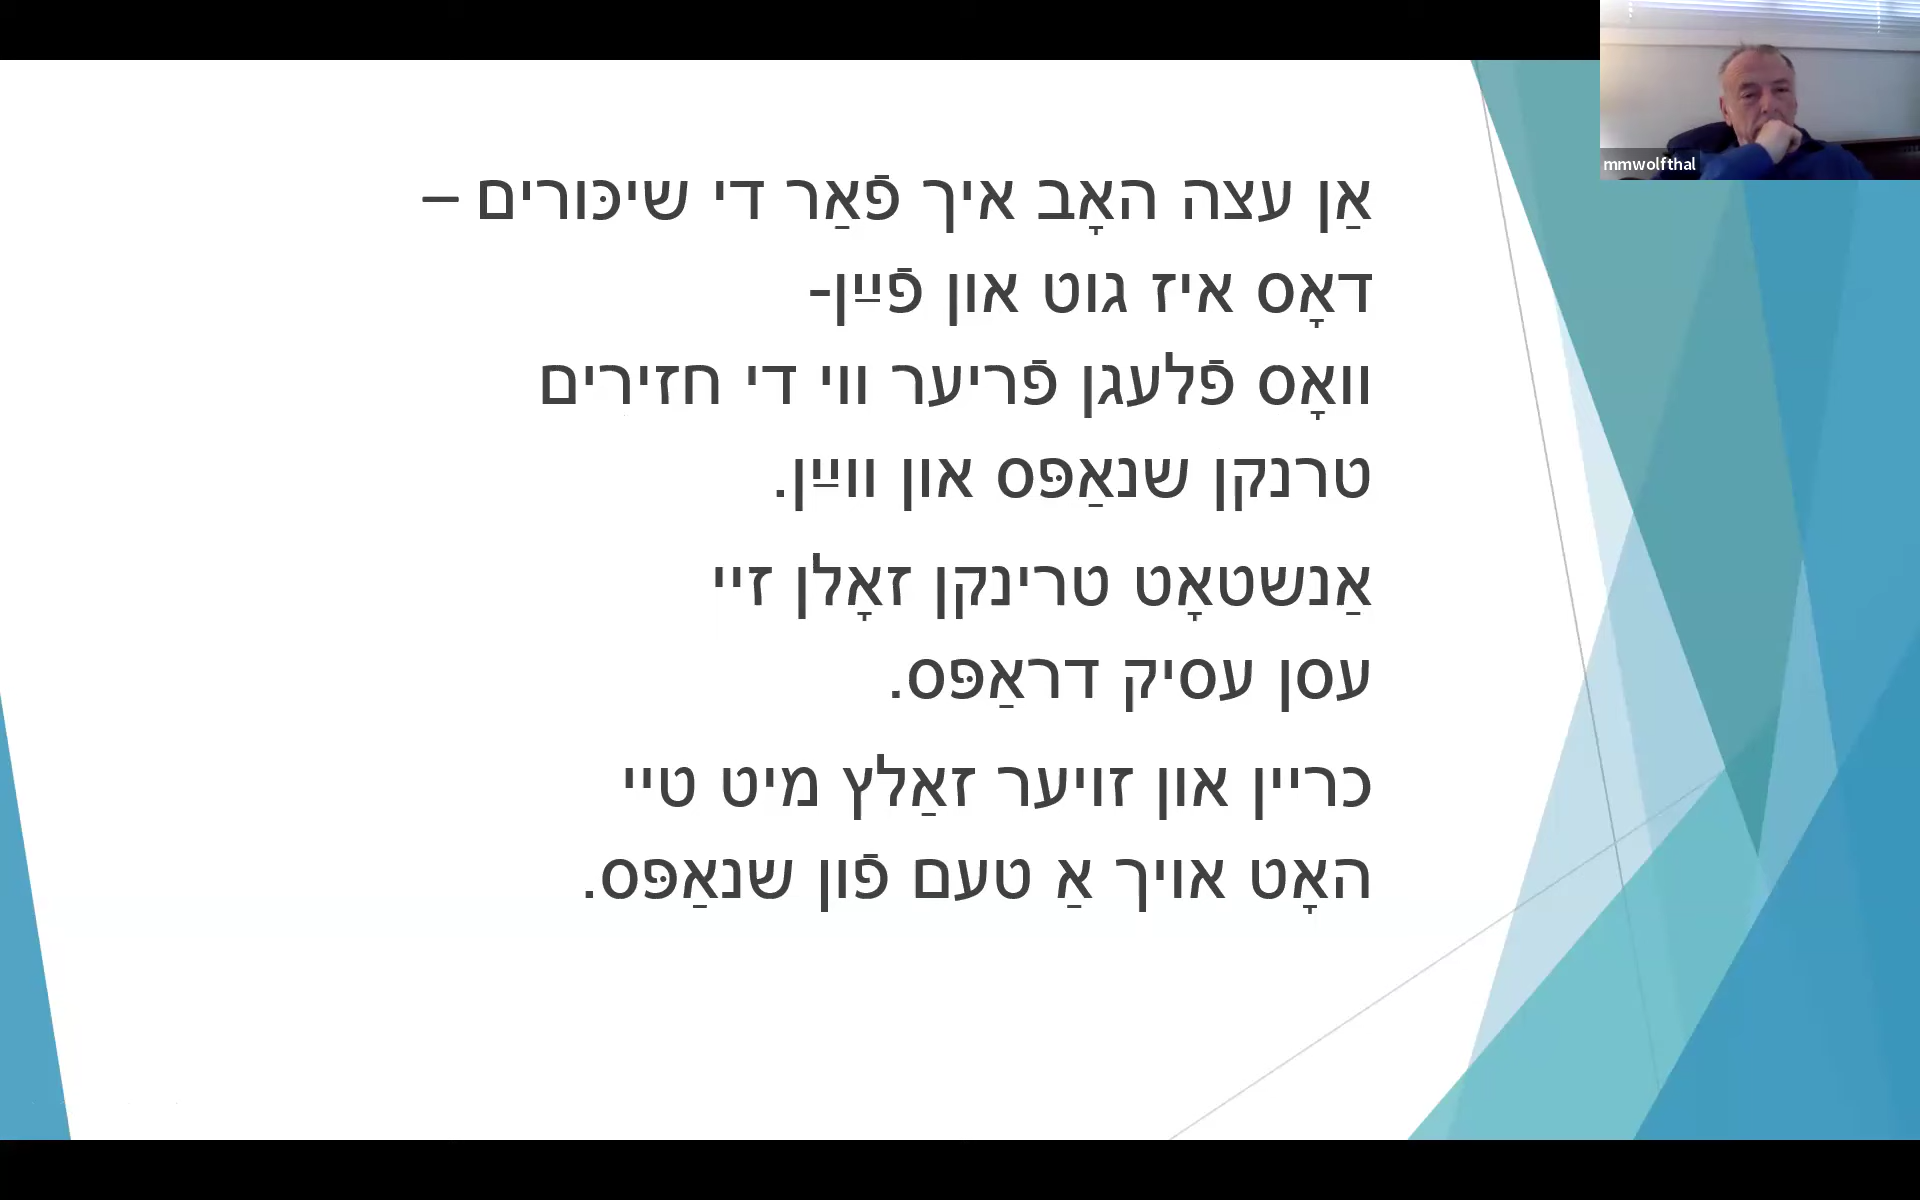 אַן עצה האָב איך פֿאַר די שיכּורים –
דאָס איז גוט און פֿײַן-
וואָס פֿלעגן פֿריער ווי די חזירים
טרנקן שנאַפּס און ווײַן.
אַנשטאָט טרינקן זאָלן זיי
עסן עסיק דראַפּס.
כריין און זויער זאַלץ מיט טיי
האָט אויך אַ טעם פֿון שנאַפּס.
mmwolfthal